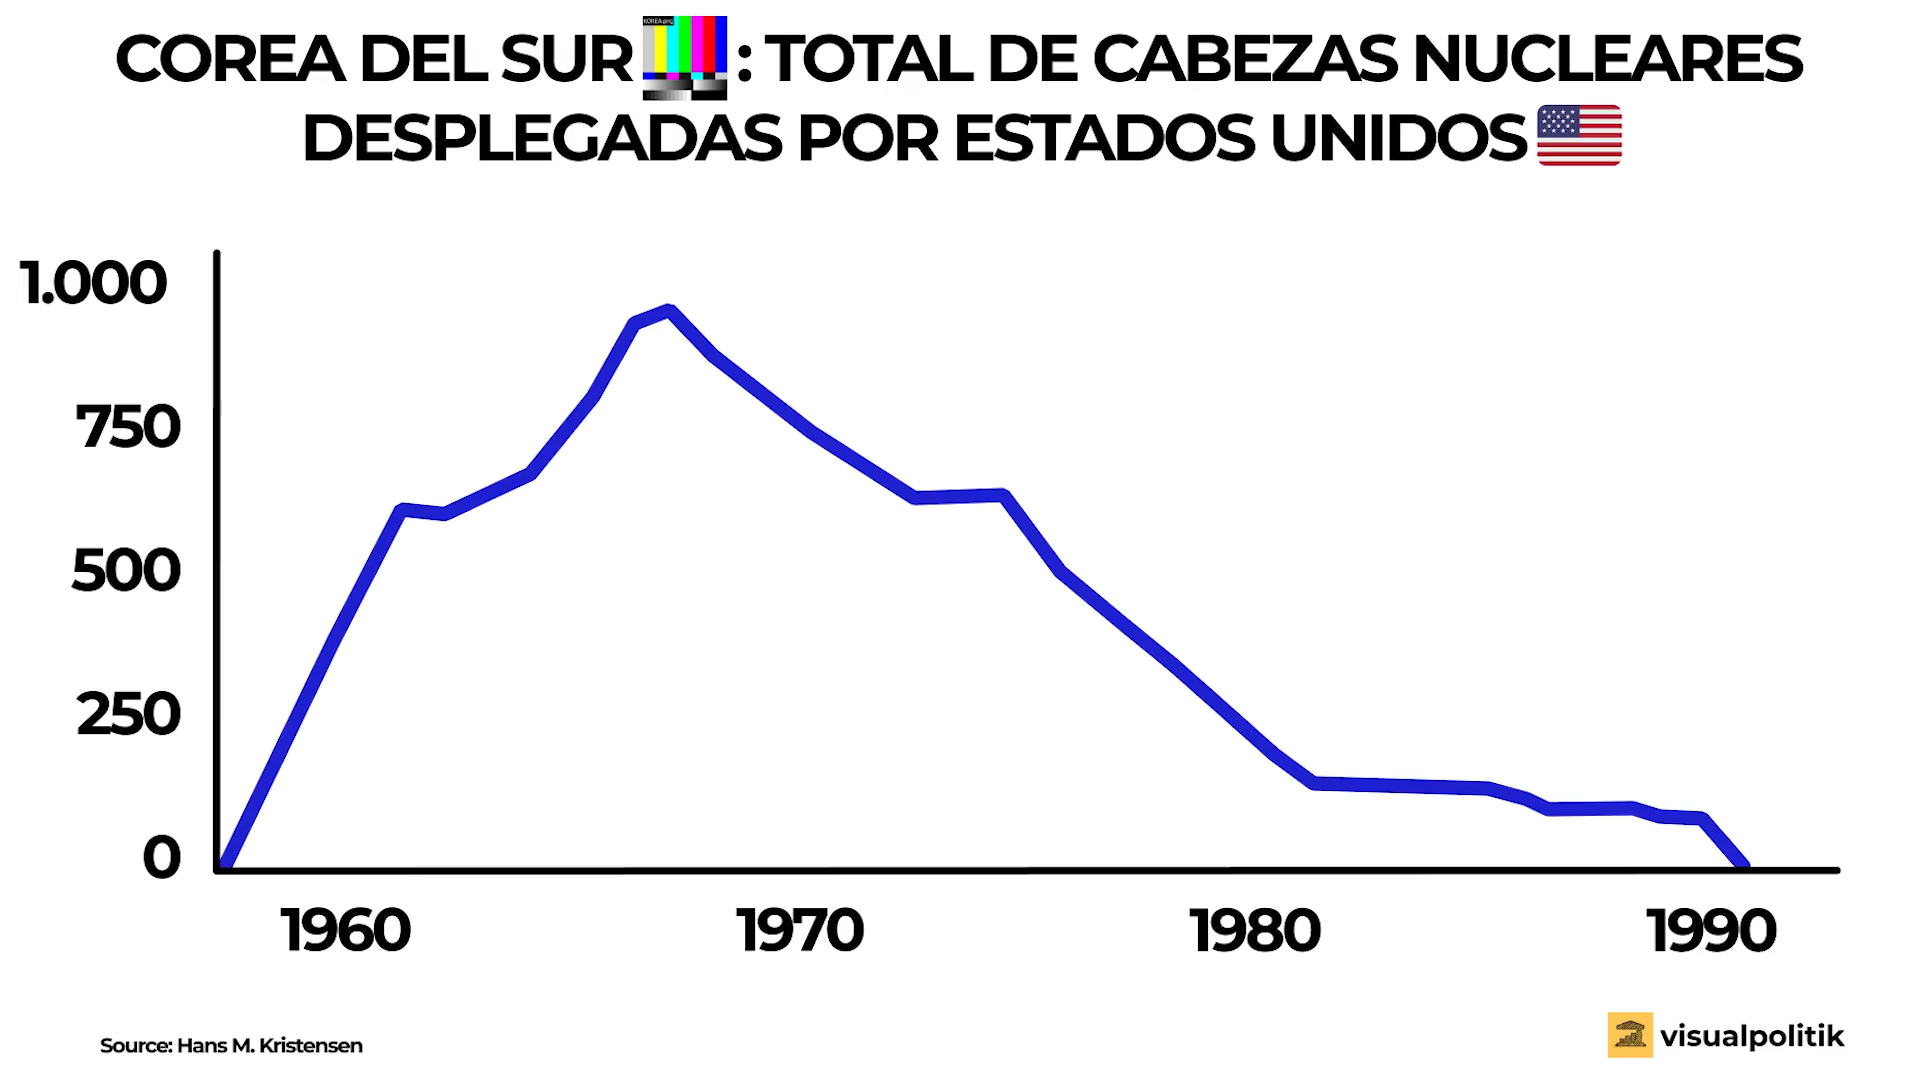 COREA DEL SUR : TOTAL DE CABEZAS NUCLEARES
DESPLEGADAS POR ESTADOS UNIDOS
1.000
750
500
250
0
1960 1970 1980 1990
Source: Hans M. Kristensen
visualpolitik